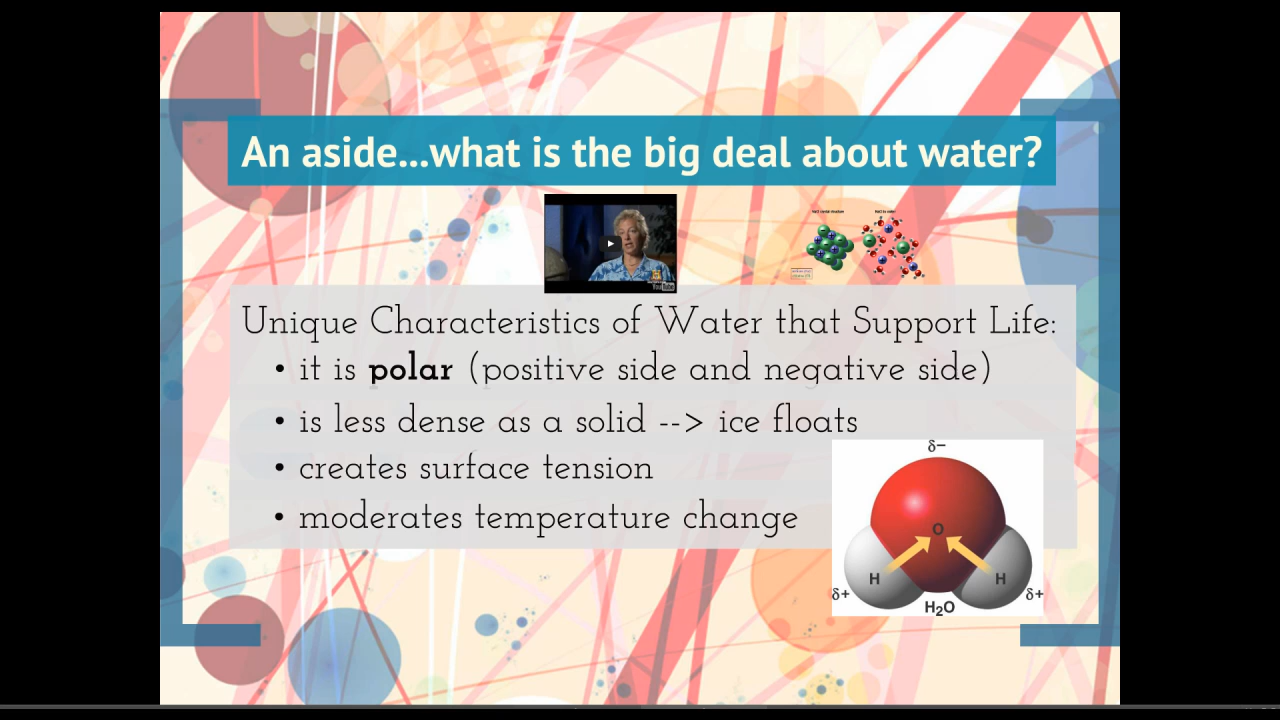 An aside...what is the big deal about water?
Unique Characteristics of Water that Support Life:
• it is polar (positive side and negative side)
• is less dense as a solid --> ice floats
• creates surface tension
• moderates temperature change
δ−
O
H H
δ+ δ+
H2O